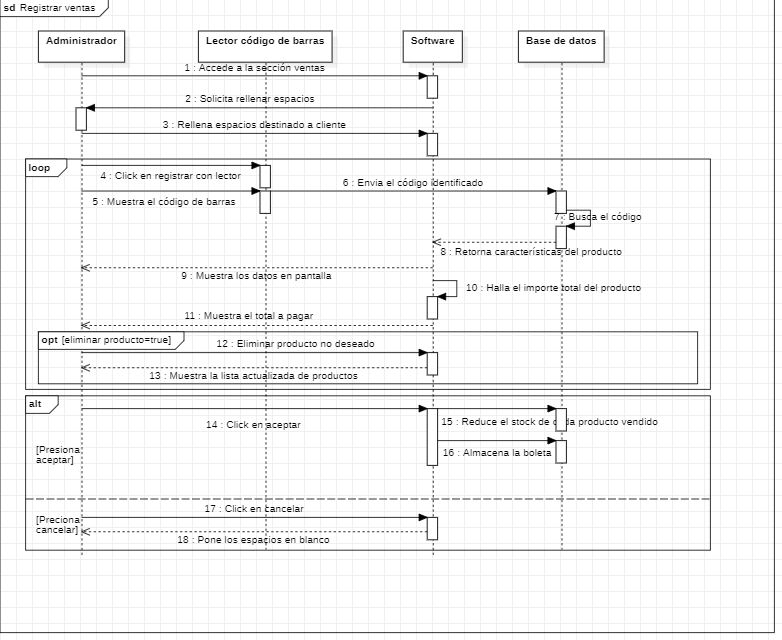 sd Registrar ventas
Administrador
Lector código de barras
Software
Base de datos
1 : Accede a la sección ventas
2 : Solicita rellenar espacios
3 : Rellena espacios destinado a cliente
loop
4 : Click en registrar con lector
5 : Muestra el código de barras
6 : Envia el código identificado
7 : Busca el código
8 : Retorna características del producto
9 : Muestra los datos en pantalla
10 : Halla el importe total del producto
11 : Muestra el total a pagar
opt [eliminar producto=true]
12 : Eliminar producto no deseado
13 : Muestra la lista actualizada de productos
alt
14 : Click en aceptar
15 : Reduce el stock de cada producto vendido
16 : Almacena la boleta
[Presiona
aceptar]
17 : Click en cancelar
[Preciona
cancelar]
18 : Pone los espacios en blanco